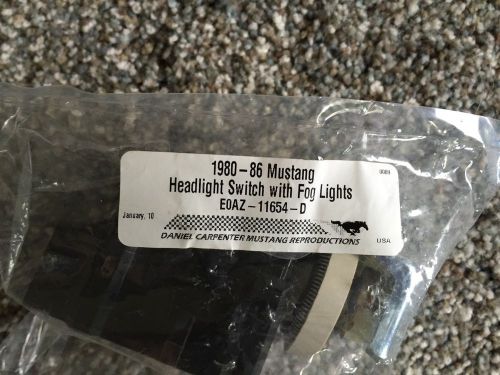 1980-86 Mustang
Headlight Switch with Fog Lights
E0AZ-11654-D
January, 10
DANIEL CARPENTER MUSTANG REPRODUCTIONS
USA